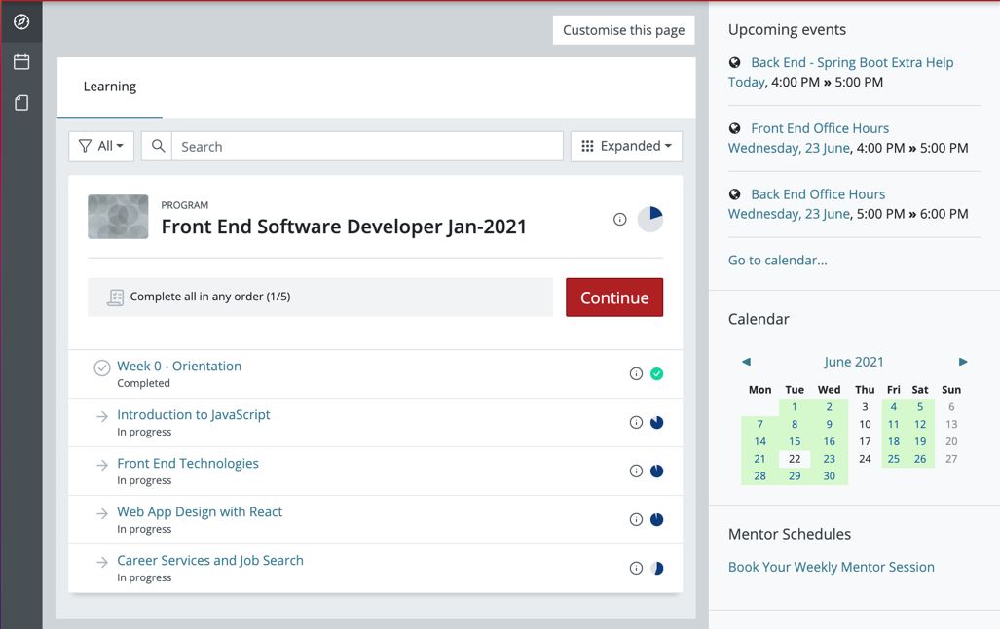 Customise this page
Learning
All
Search
Expanded
PROGRAM
Front End Software Developer Jan-2021
Complete all in any order (1/5)
Continue
Week 0 - Orientation
Completed
Introduction to JavaScript
In progress
Front End Technologies
In progress
Web App Design with React
In progress
Career Services and Job Search
In progress
Upcoming events
Back End - Spring Boot Extra Help
Today, 4:00 PM » 5:00 PM
Front End Office Hours
Wednesday, 23 June, 4:00 PM » 5:00 PM
Back End Office Hours
Wednesday, 23 June, 5:00 PM » 6:00 PM
Go to calendar...
Calendar
◄ June 2021 ►
Mon Tue Wed Thu Fri Sat Sun
1 2 3 4 5 6
7 8 9 10 11 12 13
14 15 16 17 18 19 20
21 22 23 24 25 26 27
28 29 30
Mentor Schedules
Book Your Weekly Mentor Session